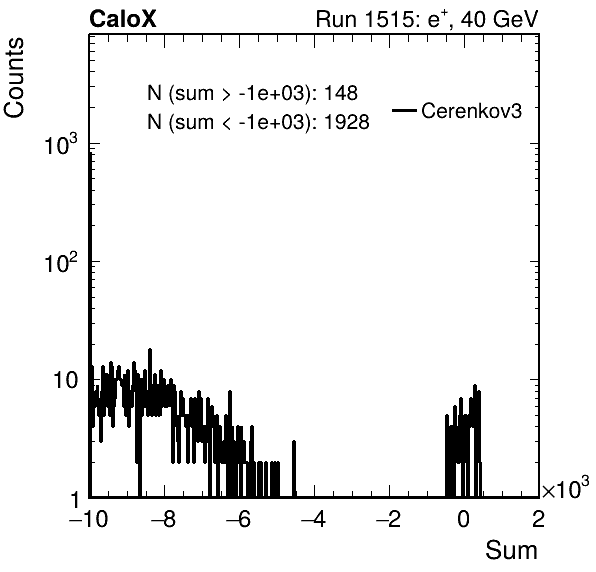 CaloX Run 1515: e⁺, 40 GeV
Counts
N (sum > -1e+03): 148
N (sum < -1e+03): 1928
Cerenkov3
10³
10²
10
1
−10 −8 −6 −4 −2 0 2
×10³
Sum